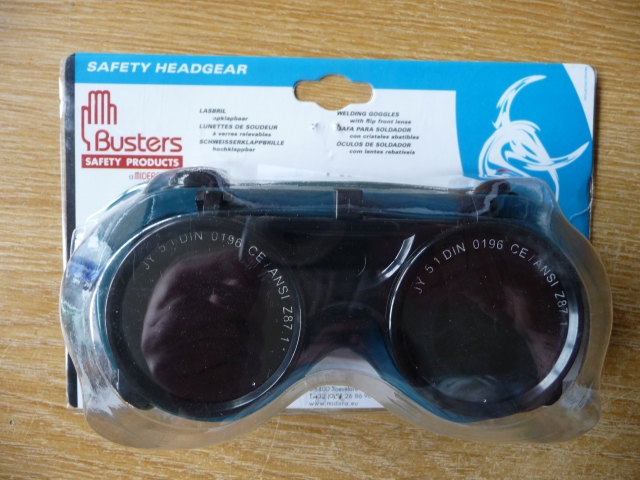 SAFETY HEADGEAR
Busters
SAFETY PRODUCTS
LASBRIL
opklapbaar
LUNETTES DE SOUDEUR
à verres relevables
SCHWEISSERKLAPPBRILLE
hochklappbar
WELDING GOGGLES
with flip front lense
GAFA PARA SOLDADOR
con cristales abatibles
ÓCULOS DE SOLDADOR
com lentes rebatíveis
JY 5 1 DIN 0196 CE / ANSI Z87 1
JY 5 1 DIN 0196 CE / ANSI Z87 1